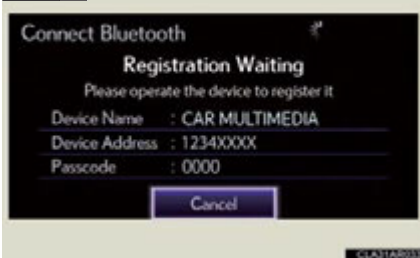 Connect Bluetooth
Registration Waiting
Please operate the device to register it
Device Name : CAR MULTIMEDIA
Device Address : 1234XXXX
Passcode : 0000
Cancel